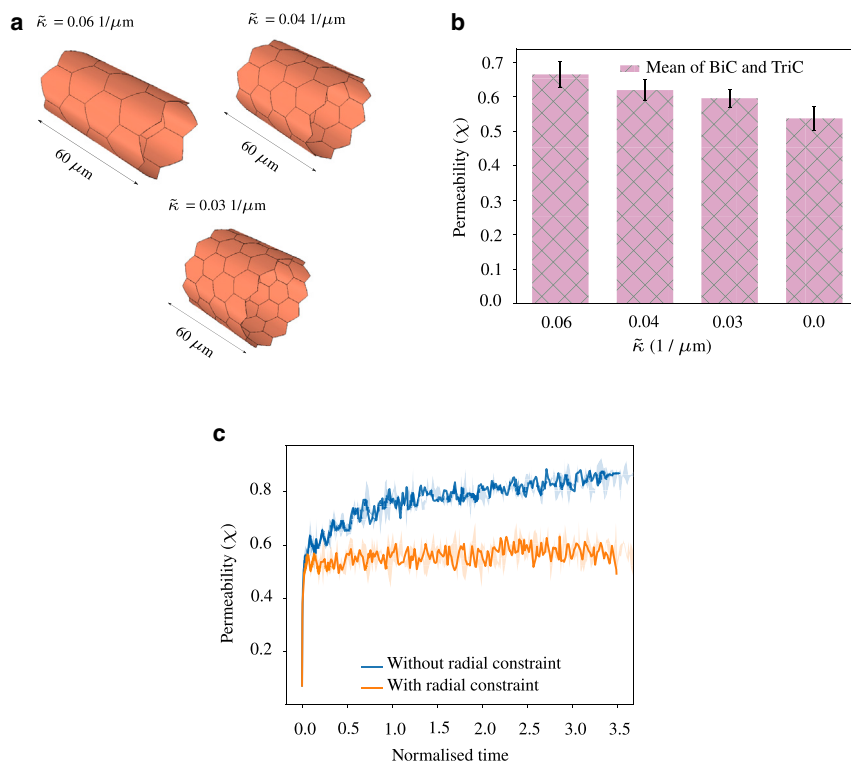 a
κ̃ = 0.06 1/μm
κ̃ = 0.04 1/μm
60 μm
60 μm
κ̃ = 0.03 1/μm
60 μm
b
Permeability (χ)
0.7
0.6
0.5
0.4
0.3
0.2
0.1
0.0
Mean of BiC and TriC
0.06 0.04 0.03 0.0
κ̃ (1 / μm)
c
Permeability (χ)
0.8
0.6
0.4
0.2
Without radial constraint
With radial constraint
0.0 0.5 1.0 1.5 2.0 2.5 3.0 3.5
Normalised time